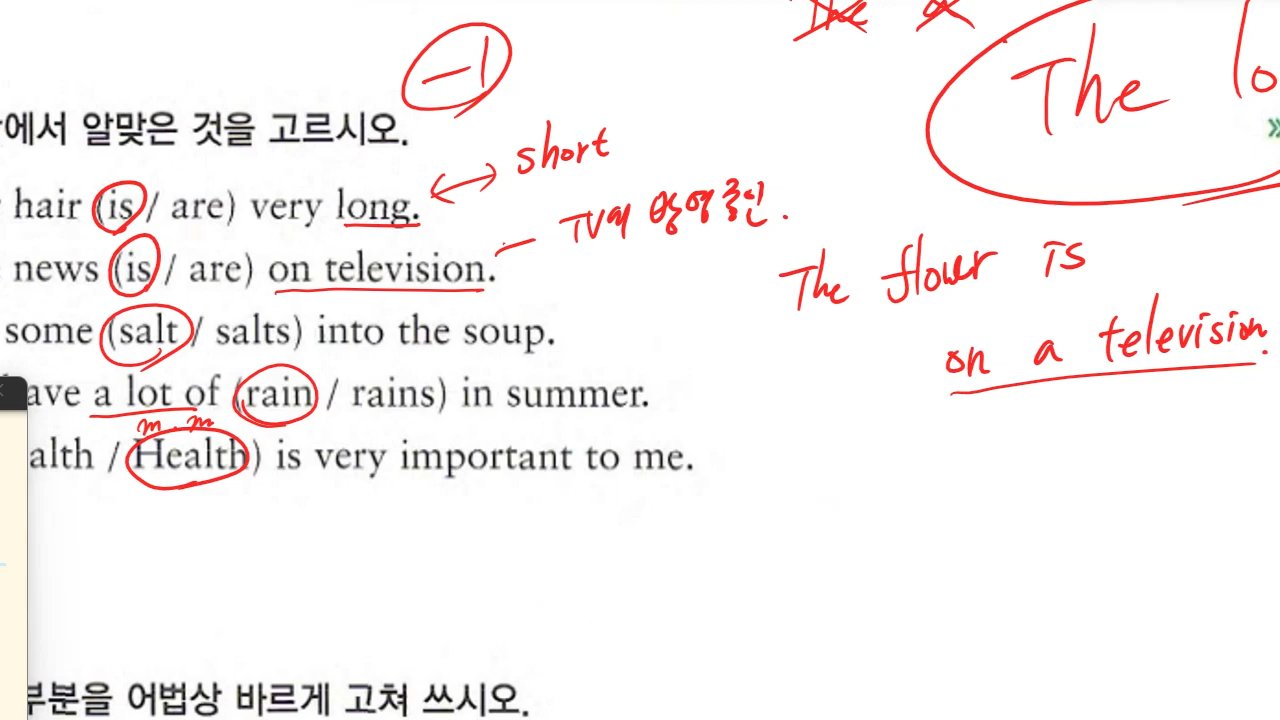 The a
The lo
-1
에서 알맞은 것을 고르시오.
short
hair (is / are) very long.
TV에 방영중인.
news (is / are) on television.
The flower is
some (salt / salts) into the soup.
on a television.
ave a lot of (rain / rains) in summer.
alth / Health) is very important to me.
부분을 어법상 바르게 고쳐 쓰시오.